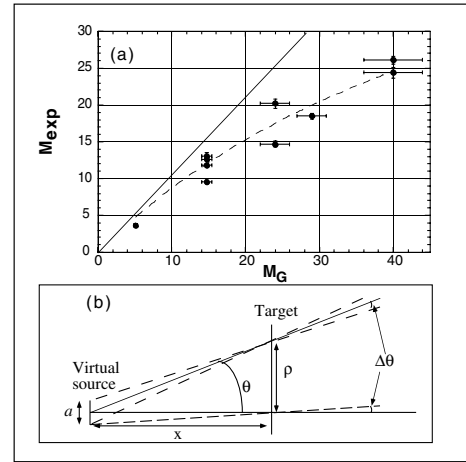 (a)
30
25
20
15
10
5
0
M_exp
0 10 20 30 40
M_G
(b)
Target
Virtual
source
a
θ
ρ
Δθ
x